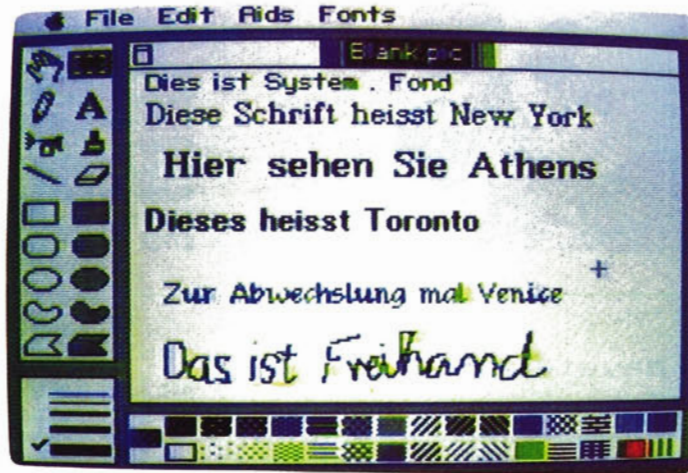 File Edit Aids Fonts
Blank.pic
A
Dies ist System . Fond
Diese Schrift heisst New York
Hier sehen Sie Athens
Dieses heisst Toronto
Zur Abwechslung mal Venice
Das ist Freihand